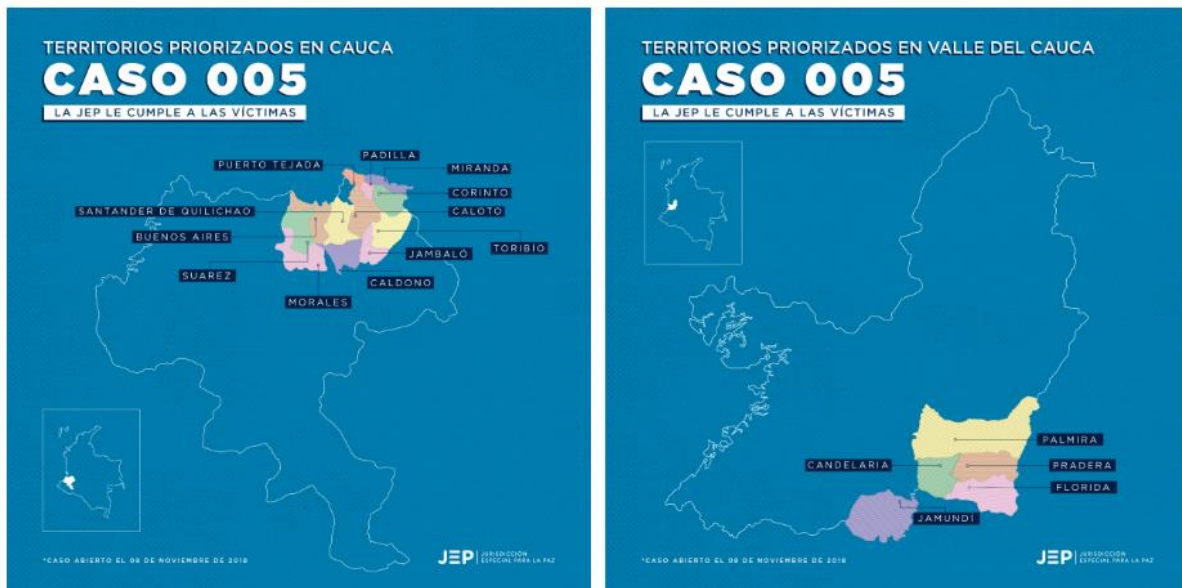 TERRITORIOS PRIORIZADOS EN CAUCA
CASO 005
LA JEP LE CUMPLE A LAS VÍCTIMAS
PADILLA
PUERTO TEJADA
MIRANDA
CORINTO
SANTANDER DE QUILICHAO
CALOTO
BUENOS AIRES
TORIBÍO
JAMBALÓ
SUAREZ
CALDONO
MORALES
*CASO ABIERTO EL 08 DE NOVIEMBRE DE 2018
JEP JURISDICCIÓN
ESPECIAL PARA LA PAZ
TERRITORIOS PRIORIZADOS EN VALLE DEL CAUCA
CASO 005
LA JEP LE CUMPLE A LAS VÍCTIMAS
PALMIRA
CANDELARIA
PRADERA
FLORIDA
JAMUNDÍ
*CASO ABIERTO EL 08 DE NOVIEMBRE DE 2018
JEP JURISDICCIÓN
ESPECIAL PARA LA PAZ